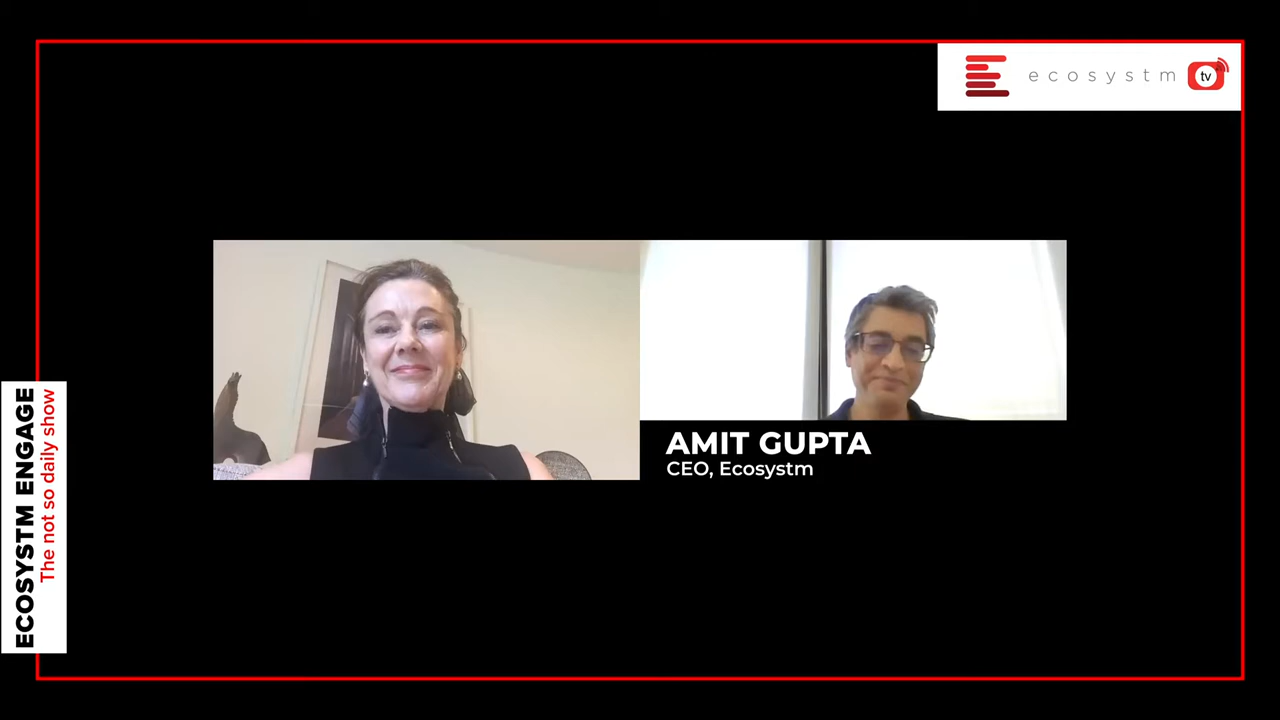 ecosystm tv
AMIT GUPTA
CEO, Ecosystm
ECOSYSTM ENGAGE
The not so daily show